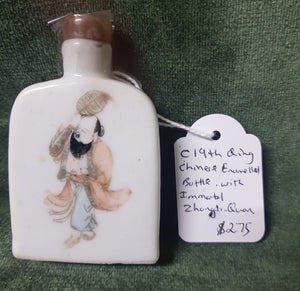 C19th Qing
Chinese Enamelled
Bottle. with
Immortal
Zhongli Quan
$275